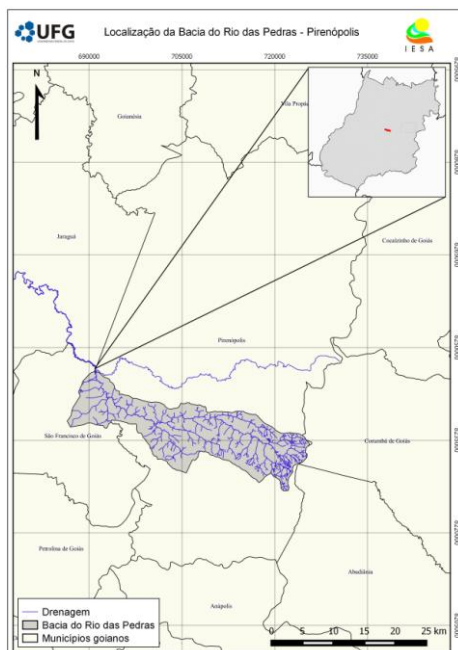 UFG
Localização da Bacia do Rio das Pedras - Pirenópolis
IESA
690000
705000
720000
735000
N
Goianésia
Vila Propício
Jaraguá
Cocalzinho de Goiás
Pirenópolis
São Francisco de Goiás
Corumbá de Goiás
Petrolina de Goiás
Abadiânia
Anápolis
Drenagem
Bacia do Rio das Pedras
Municípios goianos
0 5 10 15 20 25 km